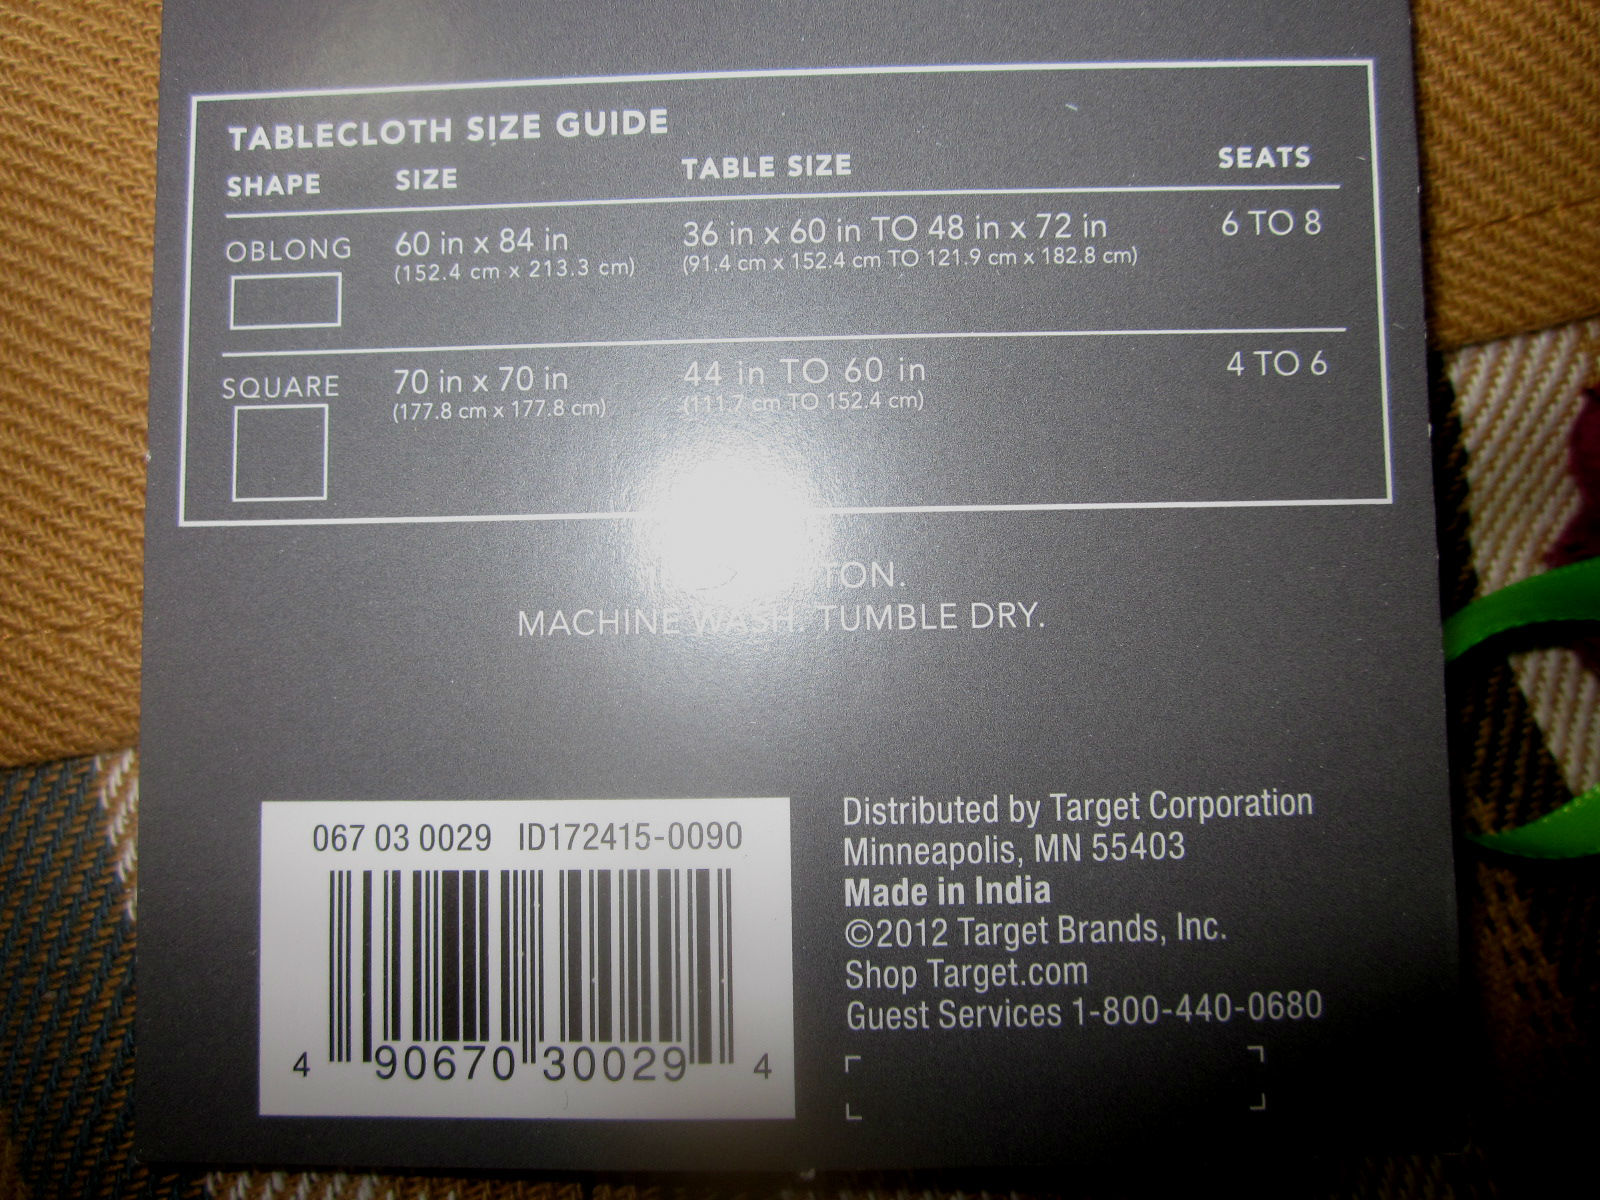 TABLECLOTH SIZE GUIDE
SHAPE SIZE TABLE SIZE SEATS
OBLONG 60 in x 84 in 36 in x 60 in TO 48 in x 72 in 6 TO 8
(152.4 cm x 213.3 cm) (91.4 cm x 152.4 cm TO 121.9 cm x 182.8 cm)
SQUARE 70 in x 70 in 44 in TO 60 in 4 TO 6
(177.8 cm x 177.8 cm) (111.7 cm TO 152.4 cm)
MACHINE WASH. TUMBLE DRY.
067 03 0029 ID172415-0090
4 90670 30029 4
Distributed by Target Corporation
Minneapolis, MN 55403
Made in India
©2012 Target Brands, Inc.
Shop Target.com
Guest Services 1-800-440-0680